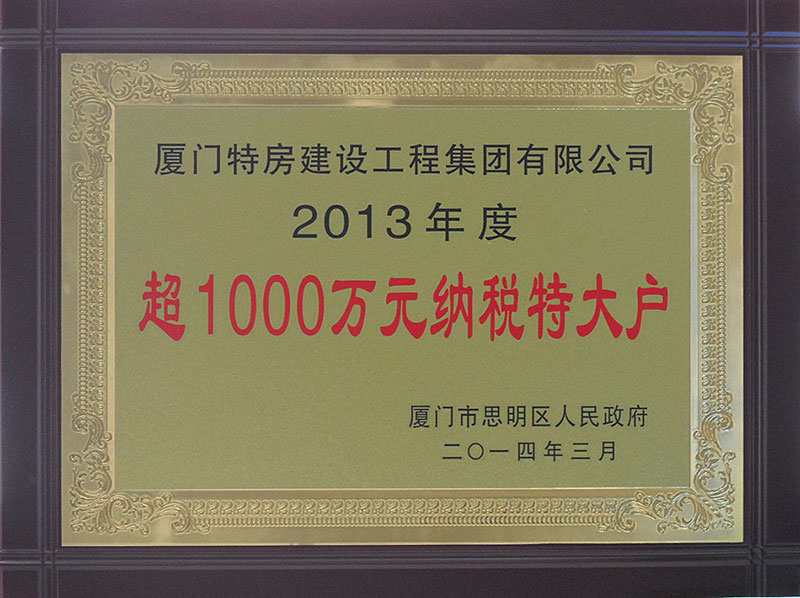 厦门特房建设工程集团有限公司
2013年度
超1000万元纳税特大户
厦门市思明区人民政府
二〇一四年三月